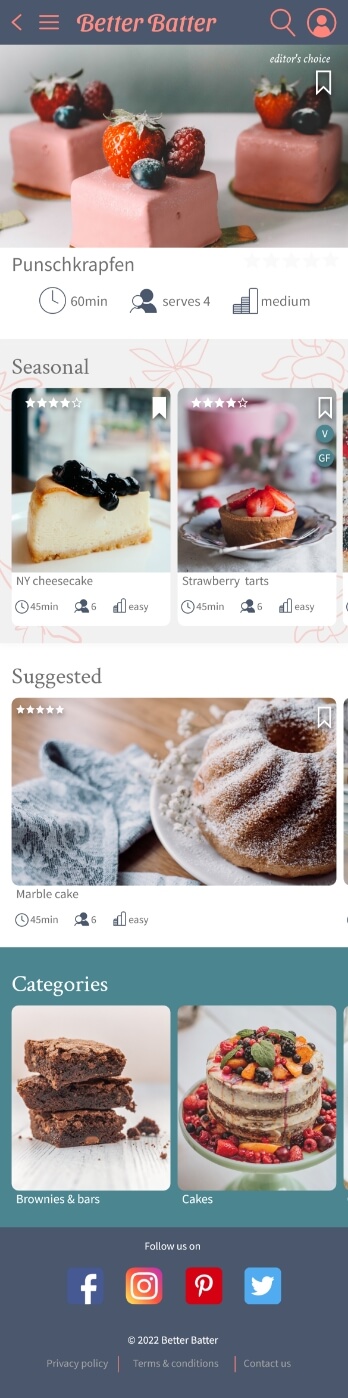 Better Batter
editor's choice
Punschkrapfen
60min serves 4 medium
Seasonal
V
GF
NY cheesecake Strawberry tarts
45min 6 easy 45min 6 easy
Suggested
Marble cake
45min 6 easy
Categories
Brownies & bars Cakes
Follow us on
© 2022 Better Batter
Privacy policy Terms & conditions Contact us